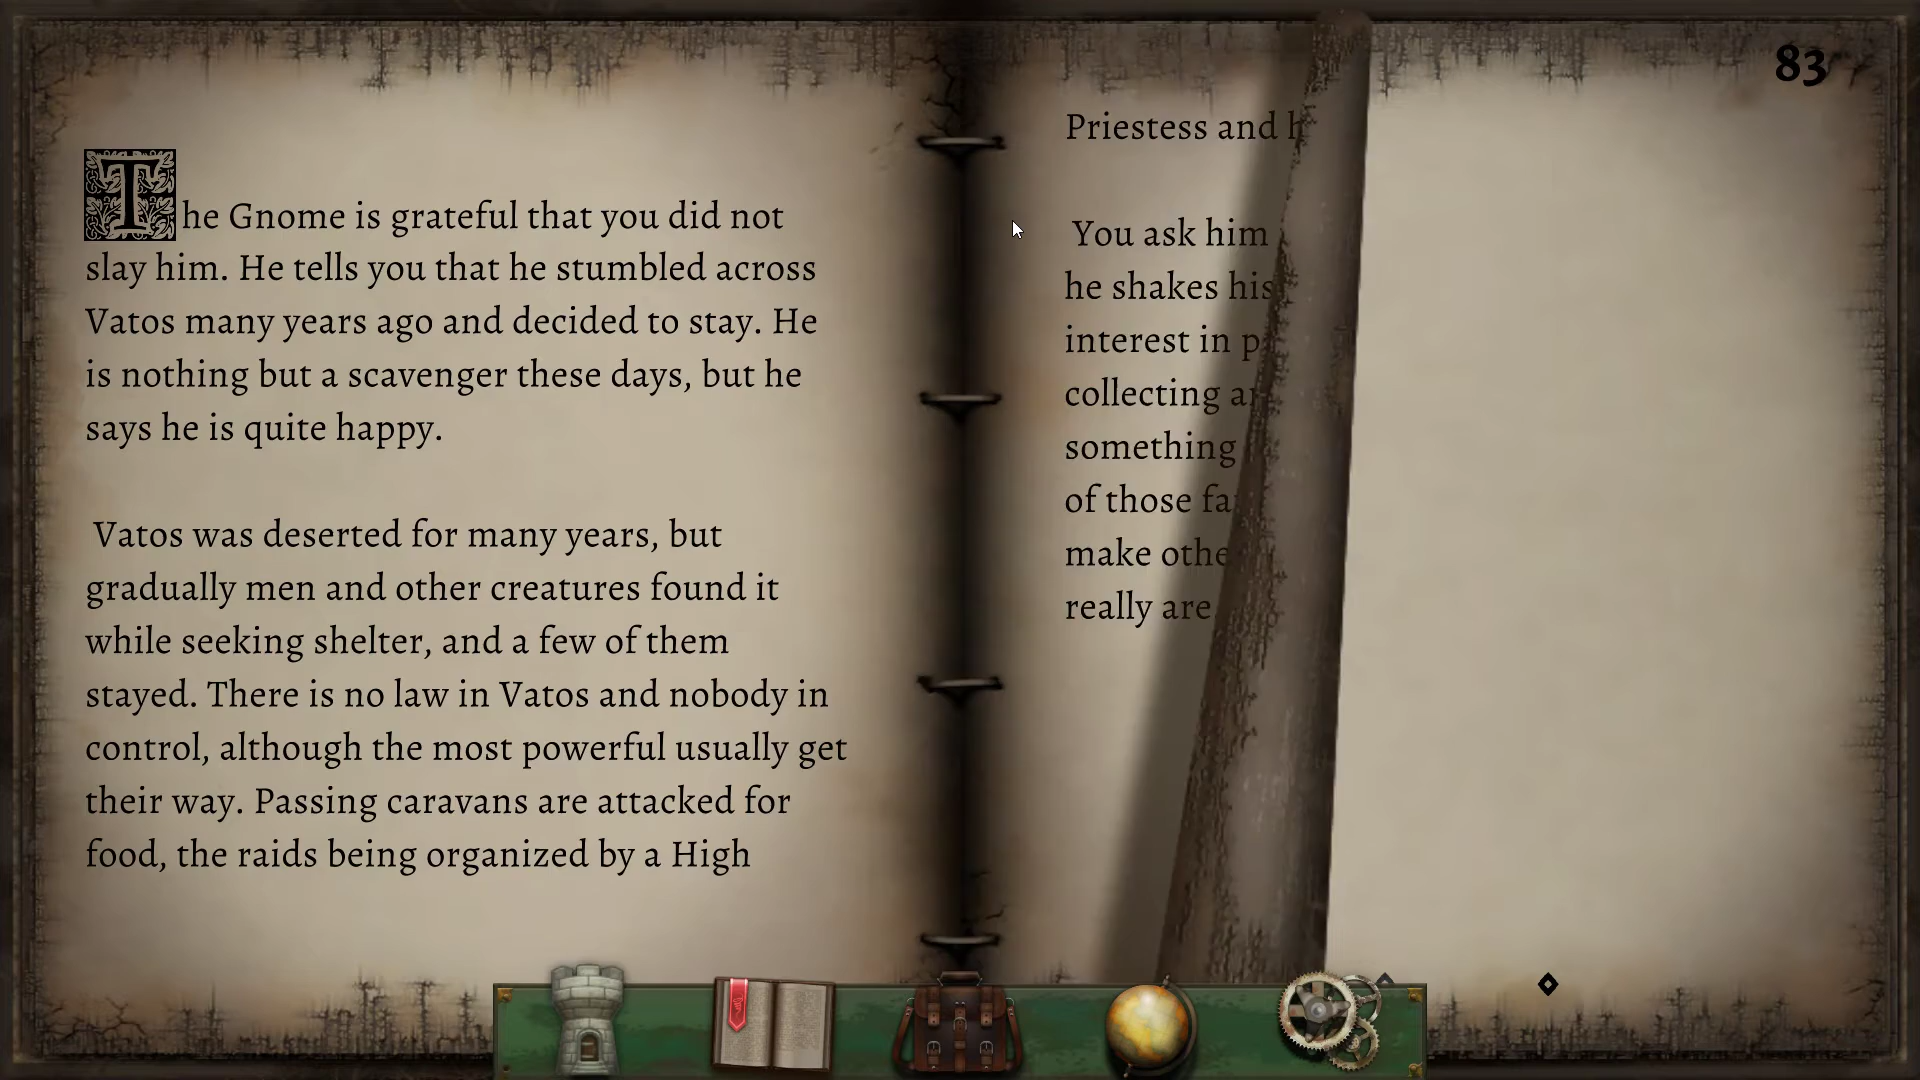 83
The Gnome is grateful that you did not
slay him. He tells you that he stumbled across
Vatos many years ago and decided to stay. He
is nothing but a scavenger these days, but he
says he is quite happy.
Vatos was deserted for many years, but
gradually men and other creatures found it
while seeking shelter, and a few of them
stayed. There is no law in Vatos and nobody in
control, although the most powerful usually get
their way. Passing caravans are attacked for
food, the raids being organized by a High
Priestess and
You ask him
he shakes his
interest in
collecting
something
of those
make
really are